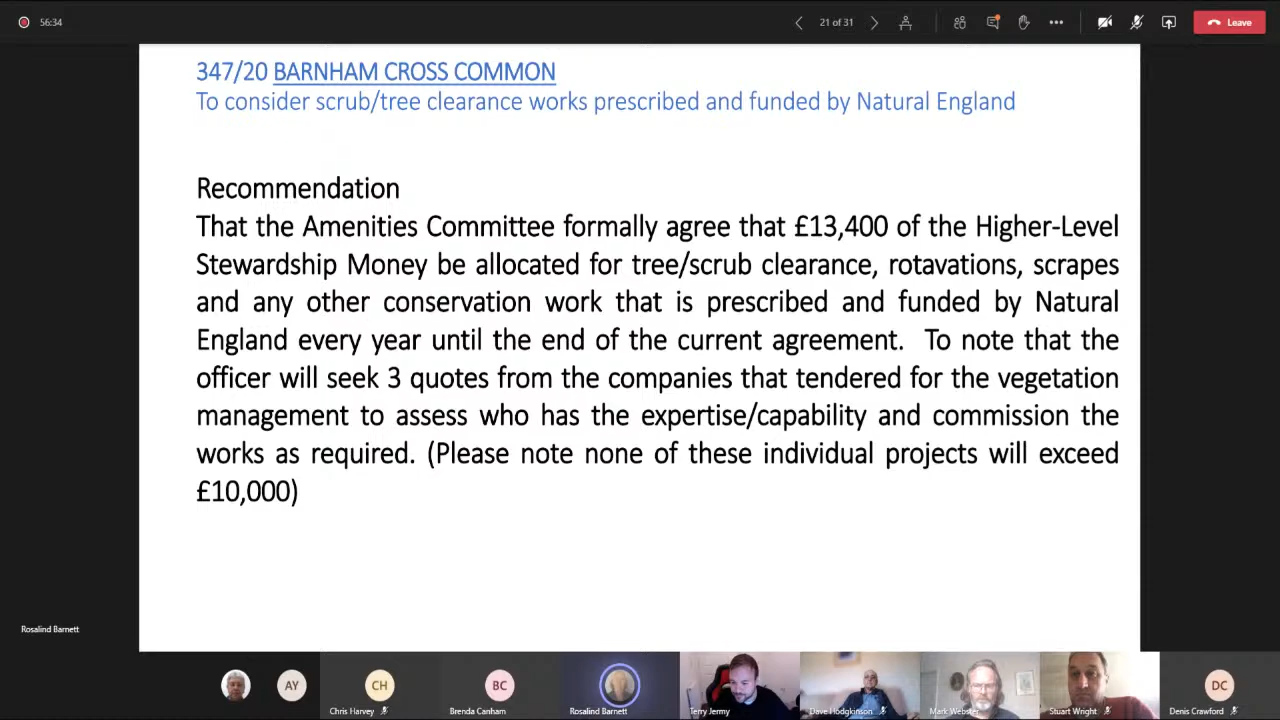 56:34
21 of 31
Leave
347/20 BARNHAM CROSS COMMON
To consider scrub/tree clearance works prescribed and funded by Natural England
Recommendation
That the Amenities Committee formally agree that £13,400 of the Higher-Level
Stewardship Money be allocated for tree/scrub clearance, rotavations, scrapes
and any other conservation work that is prescribed and funded by Natural
England every year until the end of the current agreement. To note that the
officer will seek 3 quotes from the companies that tendered for the vegetation
management to assess who has the expertise/capability and commission the
works as required. (Please note none of these individual projects will exceed
£10,000)
Rosalind Barnett
AY
CH
BC
DC
Chris Harvey
Brenda Canham
Rosalind Barnett
Terry Jermy
Dave Hodgkinson
Mark Webster
Stuart Wright
Denis Crawford